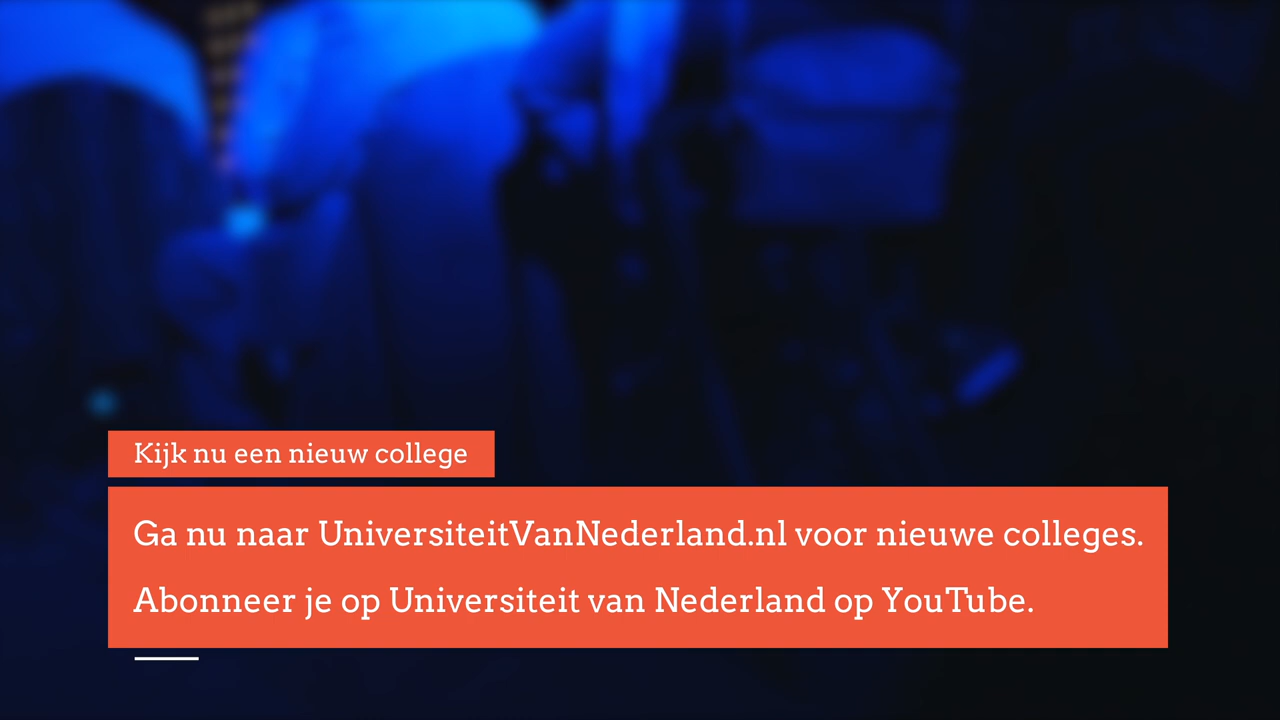 Kijk nu een nieuw college
Ga nu naar UniversiteitVanNederland.nl voor nieuwe colleges.
Abonneer je op Universiteit van Nederland op YouTube.